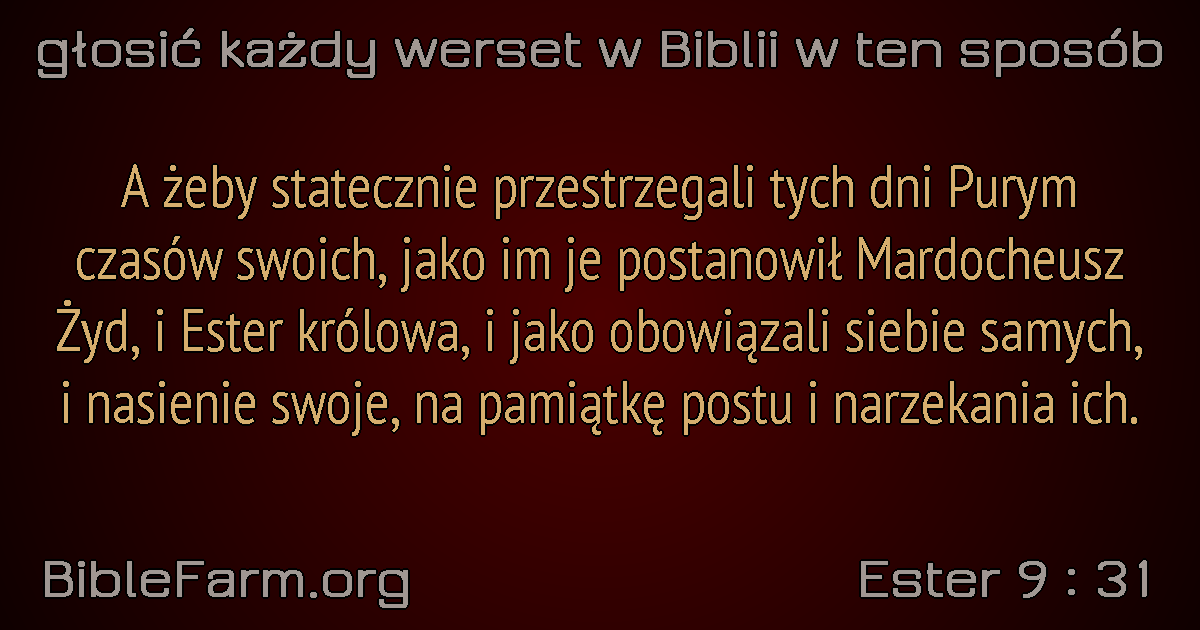 głosić każdy werset w Biblii w ten sposób
A żeby statecznie przestrzegali tych dni Purym
czasów swoich, jako im je postanowił Mardocheusz
Żyd, i Ester królowa, i jako obowiązali siebie samych,
i nasienie swoje, na pamiątkę postu i narzekania ich.
BibleFarm.org
Ester 9 : 31